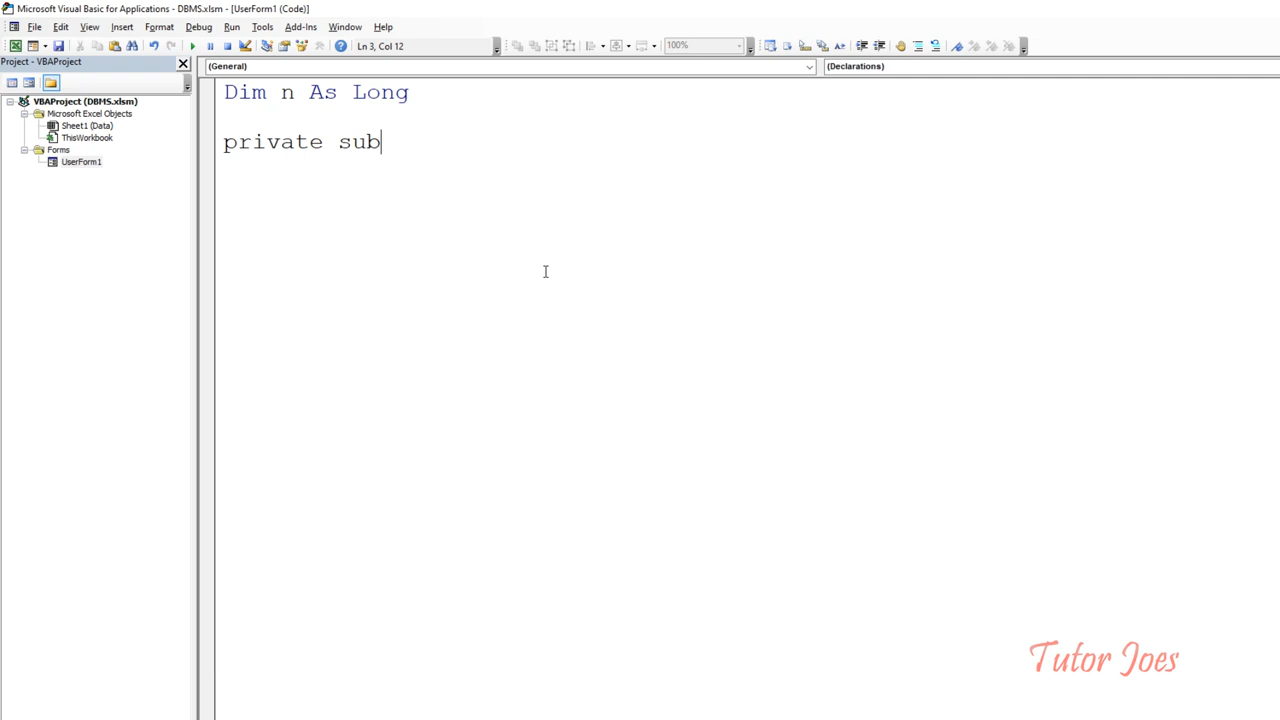 Microsoft Visual Basic for Applications - DBMS.xlsm - [UserForm1 (Code)]
File Edit View Insert Format Debug Run Tools Add-Ins Window Help
Ln 3, Col 12
100%
Project - VBAProject
(General)
(Declarations)
VBAProject (DBMS.xlsm)
Microsoft Excel Objects
Sheet1 (Data)
ThisWorkbook
Forms
UserForm1
Dim n As Long
private sub
Tutor Joes